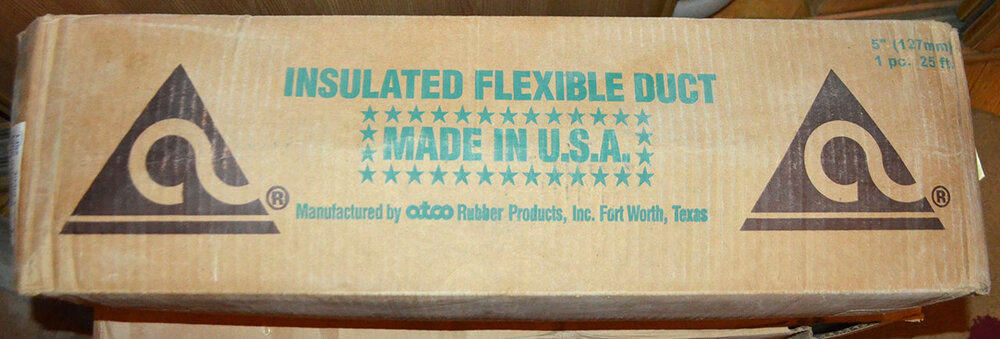 5" (127mm)
1 pc. 25 ft.
INSULATED FLEXIBLE DUCT
MADE IN U.S.A.
® Manufactured by atco Rubber Products, Inc. Fort Worth, Texas ®